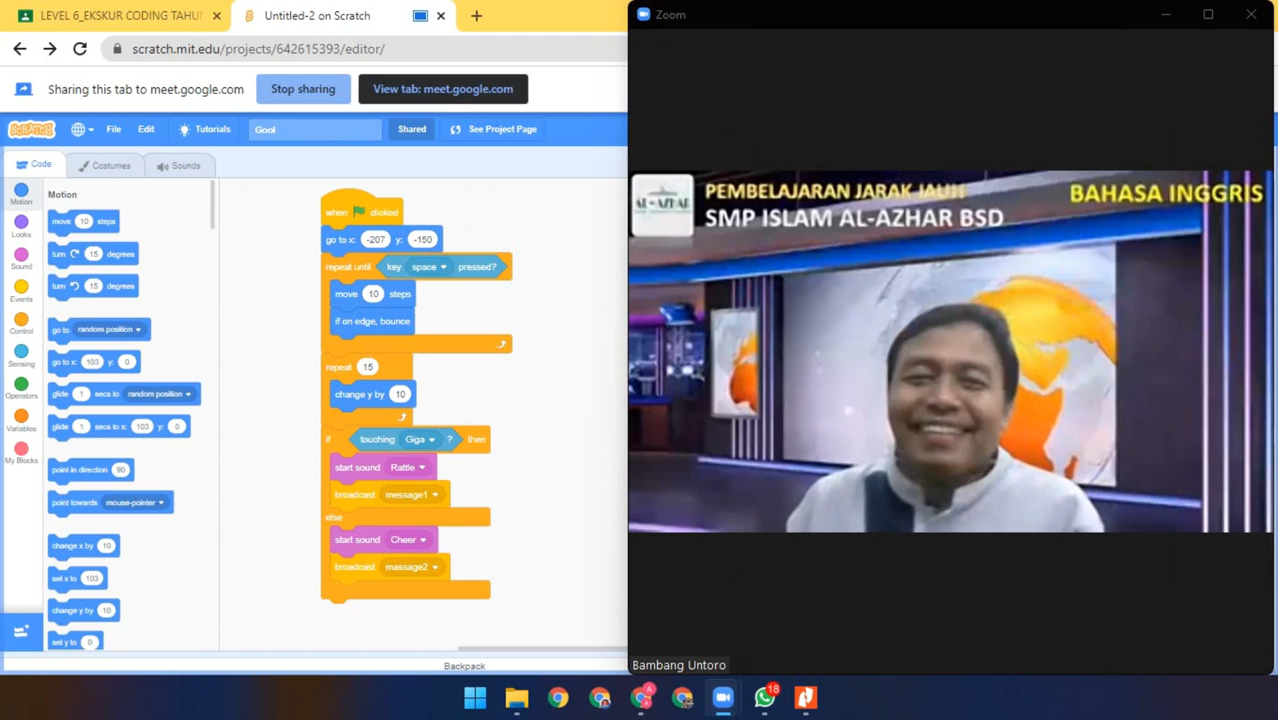 LEVEL 6_EKSKUR CODING TAHU
Untitled-2 on Scratch
scratch.mit.edu/projects/642615393/editor/
Sharing this tab to meet.google.com
Stop sharing
View tab: meet.google.com
SCRATCH
File
Edit
Tutorials
Gool
Shared
See Project Page
Code
Costumes
Sounds
Motion
Looks
Sound
Events
Control
Sensing
Operators
Variables
My Blocks
Motion
move 10 steps
turn 15 degrees
turn 15 degrees
go to random position
go to x: 103 y: 0
glide 1 secs to random position
glide 1 secs to x: 103 y: 0
point in direction 90
point towards mouse-pointer
change x by 10
set x to 103
change y by 10
set y to 0
when clicked
go to x: -207 y: -150
repeat until key space pressed?
move 10 steps
if on edge, bounce
repeat 15
change y by 10
if touching Giga ? then
start sound Rattle
broadcast message1
else
start sound Cheer
broadcast massage2
Backpack
Zoom
AL-AZHAR
PEMBELAJARAN JARAK JAUH
SMP ISLAM AL-AZHAR BSD
BAHASA INGGRIS
Bambang Untoro
18